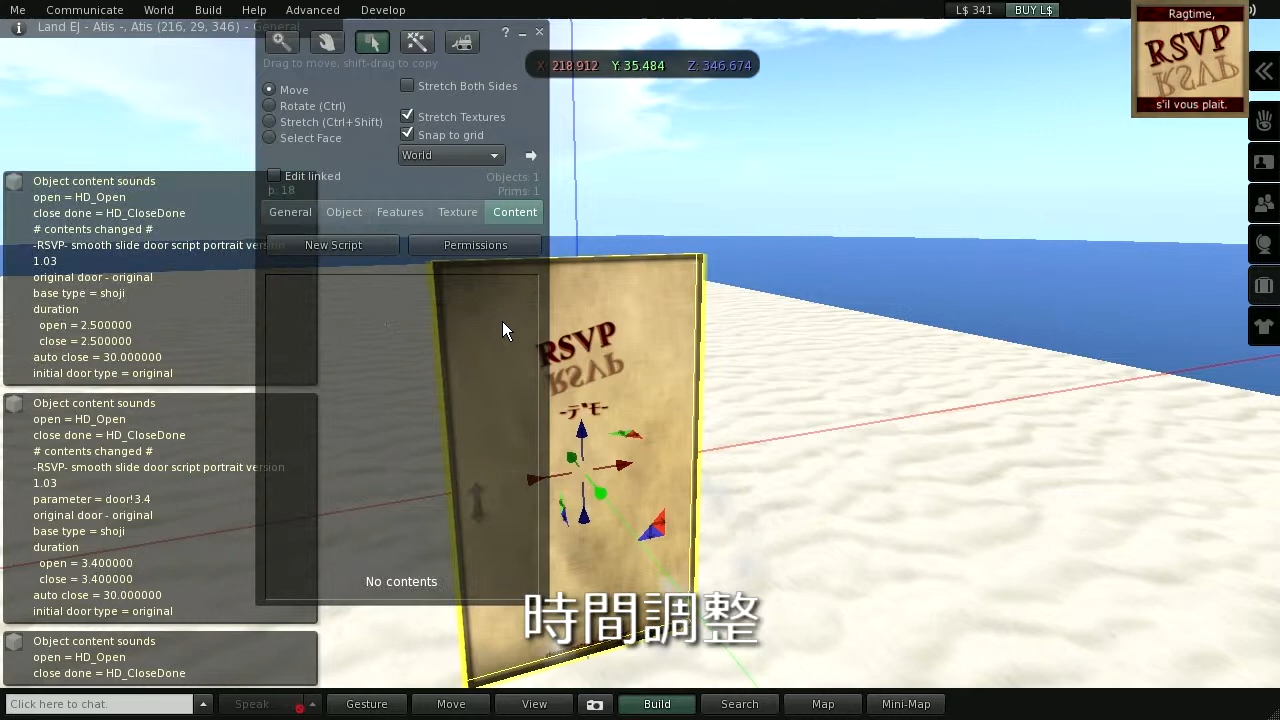 Me Communicate World Build Help Advanced Develop L$ 341 BUY L$
Land EJ - Atis -, Atis (216, 29, 346) - General
Ragtime,
RSVP
s'il vous plait.
? _ ×
Drag to move, shift-drag to copy
X: 218.912 Y: 35.484 Z: 346.674
Move
Rotate (Ctrl)
Stretch (Ctrl+Shift)
Select Face
Stretch Both Sides
Stretch Textures
Snap to grid
World
Edit linked
Objects: 1
p: 18
Prims: 1
General Object Features Texture Content
New Script Permissions
No contents
Object content sounds
open = HD_Open
close done = HD_CloseDone
# contents changed #
-RSVP- smooth slide door script portrait version
1.03
original door - original
base type = shoji
duration
open = 2.500000
close = 2.500000
auto close = 30.000000
initial door type = original
Object content sounds
open = HD_Open
close done = HD_CloseDone
# contents changed #
-RSVP- smooth slide door script portrait version
1.03
parameter = door!3.4
original door - original
base type = shoji
duration
open = 3.400000
close = 3.400000
auto close = 30.000000
initial door type = original
Object content sounds
open = HD_Open
close done = HD_CloseDone
RSVP
RSVP
-デモ-
時間調整
Click here to chat. Speak Gesture Move View Build Search Map Mini-Map